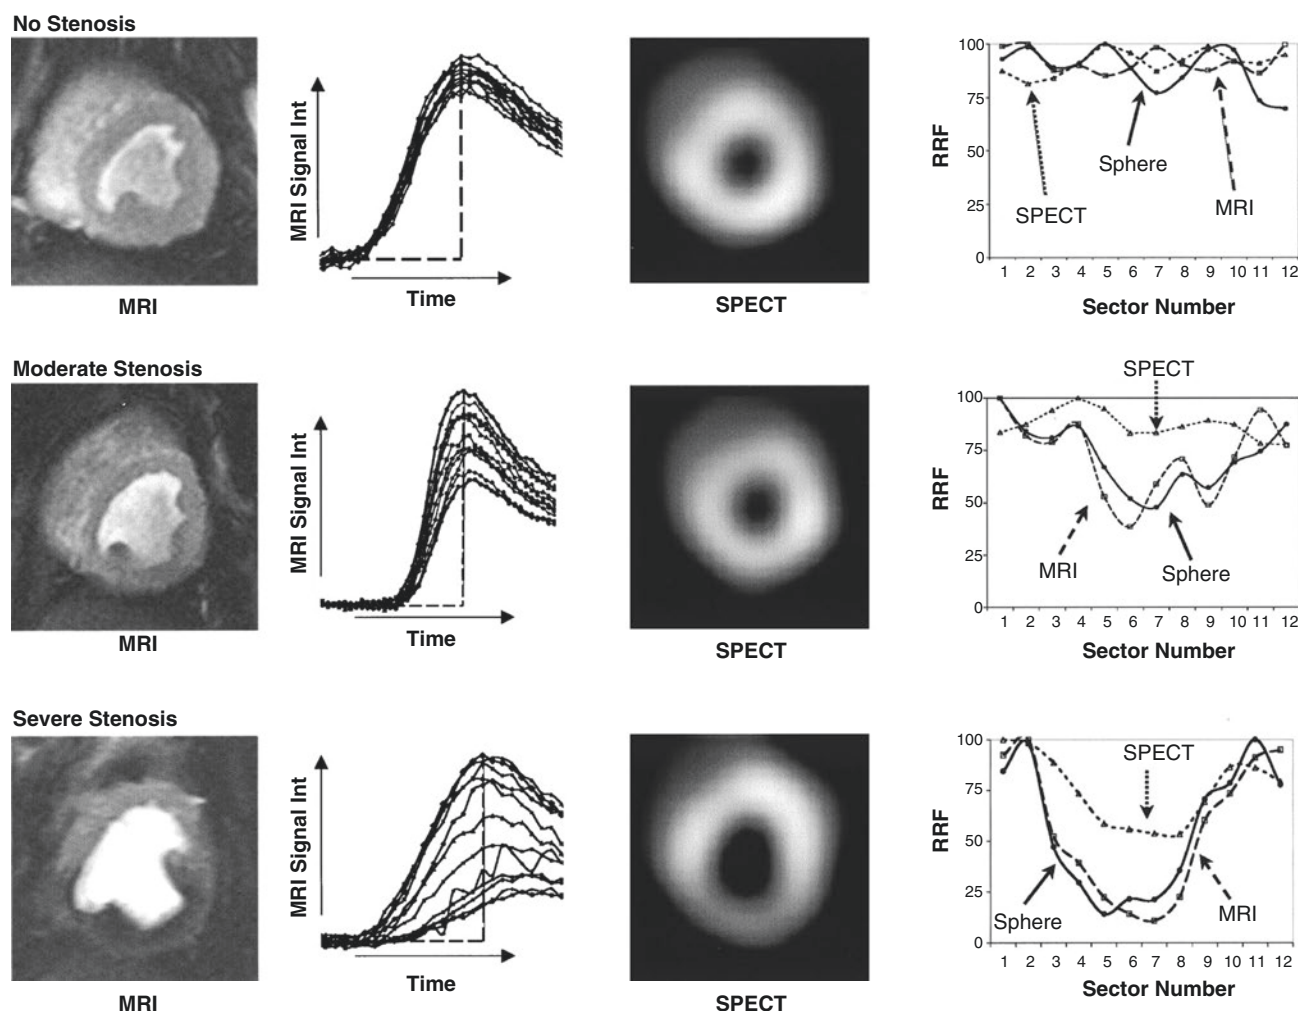 No Stenosis
MRI
MRI Signal Int
Time
SPECT
RRF
100
75
50
25
0
SPECT
Sphere
MRI
1 2 3 4 5 6 7 8 9 10 11 12
Sector Number
Moderate Stenosis
MRI
MRI Signal Int
Time
SPECT
SPECT
RRF
100
75
50
25
0
MRI
Sphere
1 2 3 4 5 6 7 8 9 10 11 12
Sector Number
Severe Stenosis
MRI
MRI Signal Int
Time
SPECT
RRF
100
75
50
25
0
SPECT
Sphere
MRI
1 2 3 4 5 6 7 8 9 10 11 12
Sector Number